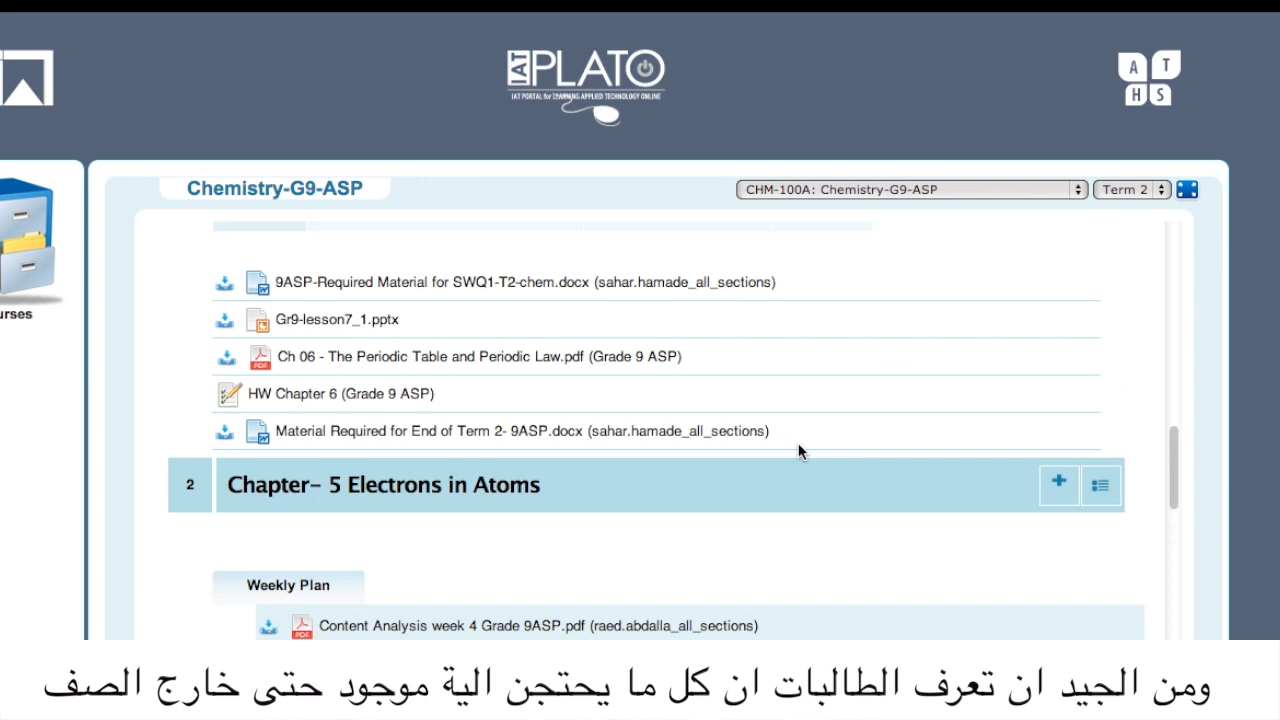 IAT PLATO
IAT PORTAL for LEARNING APPLIED TECHNOLOGY ONLINE
A T
H S
Chemistry-G9-ASP
CHM-100A: Chemistry-G9-ASP
Term 2
urses
9ASP-Required Material for SWQ1-T2-chem.docx (sahar.hamade_all_sections)
Gr9-lesson7_1.pptx
Ch 06 - The Periodic Table and Periodic Law.pdf (Grade 9 ASP)
HW Chapter 6 (Grade 9 ASP)
Material Required for End of Term 2- 9ASP.docx (sahar.hamade_all_sections)
2 Chapter– 5 Electrons in Atoms
Weekly Plan
Content Analysis week 4 Grade 9ASP.pdf (raed.abdalla_all_sections)
ومن الجيد ان تعرف الطالبات ان كل ما يحتجن الية موجود حتى خارج الصف